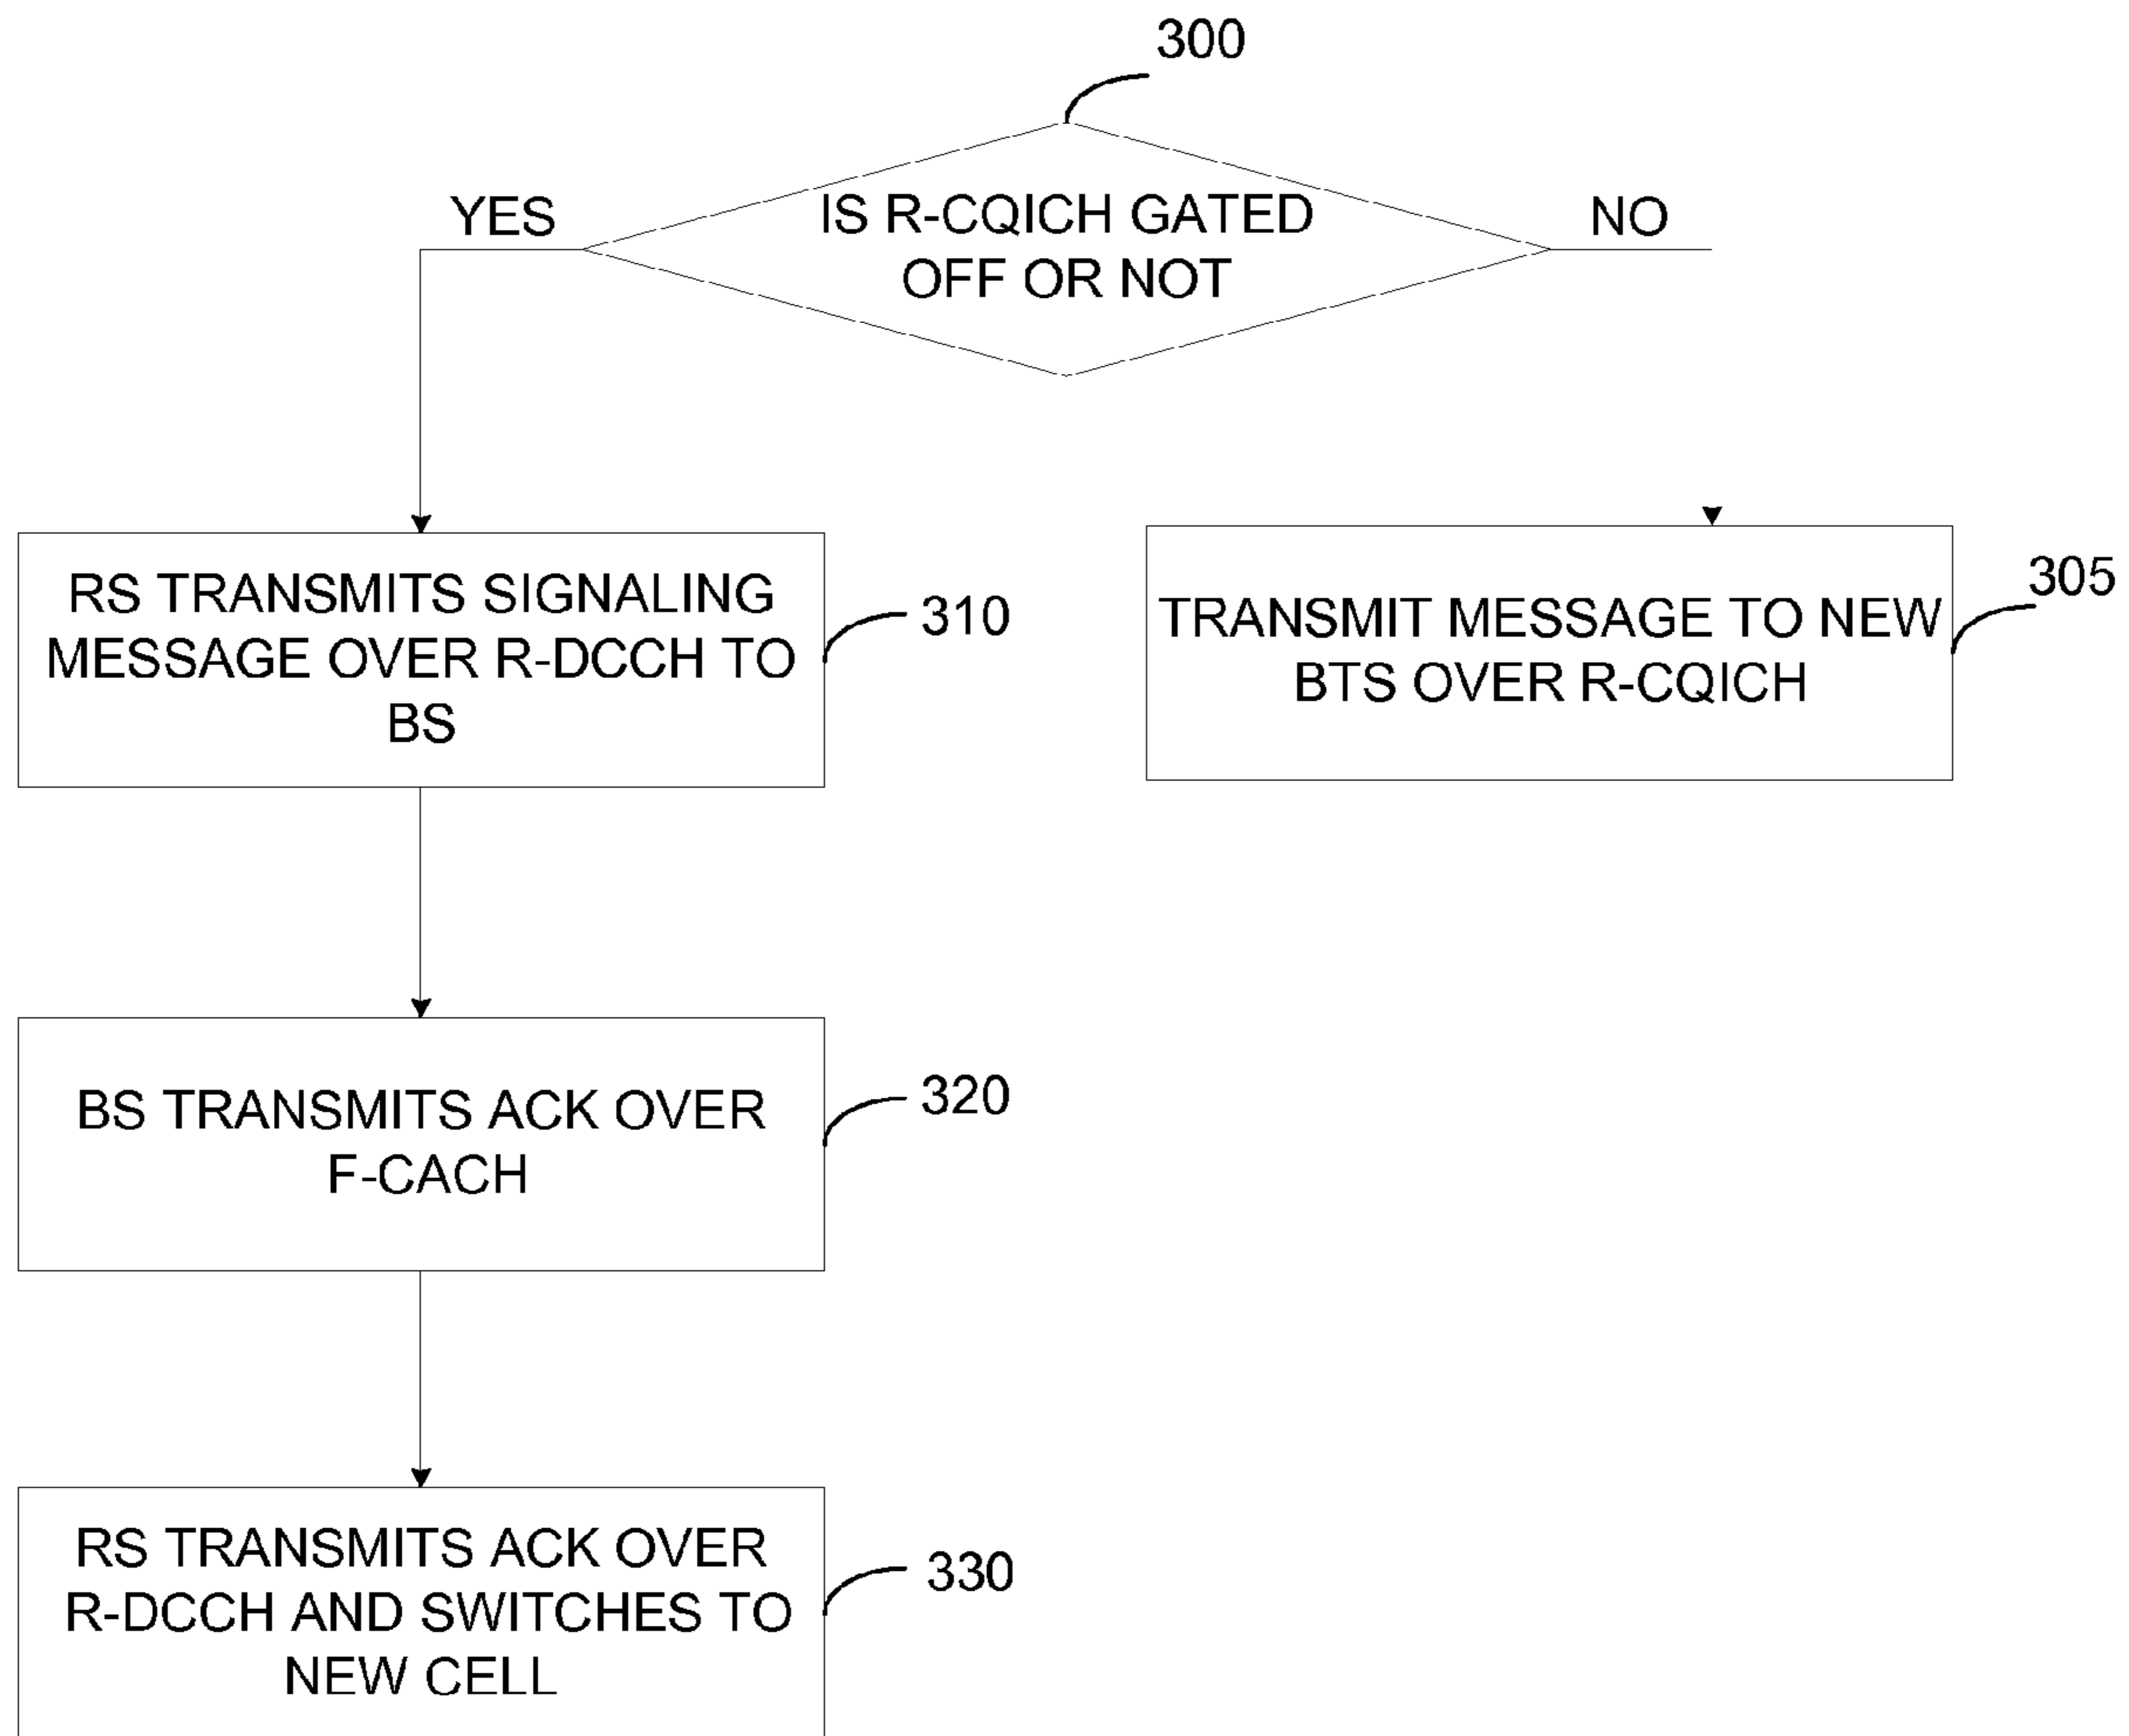 300
YES
IS R-CQICH GATED
OFF OR NOT
NO
RS TRANSMITS SIGNALING
MESSAGE OVER R-DCCH TO
BS
310
TRANSMIT MESSAGE TO NEW
BTS OVER R-CQICH
305
BS TRANSMITS ACK OVER
F-CACH
320
RS TRANSMITS ACK OVER
R-DCCH AND SWITCHES TO
NEW CELL
330